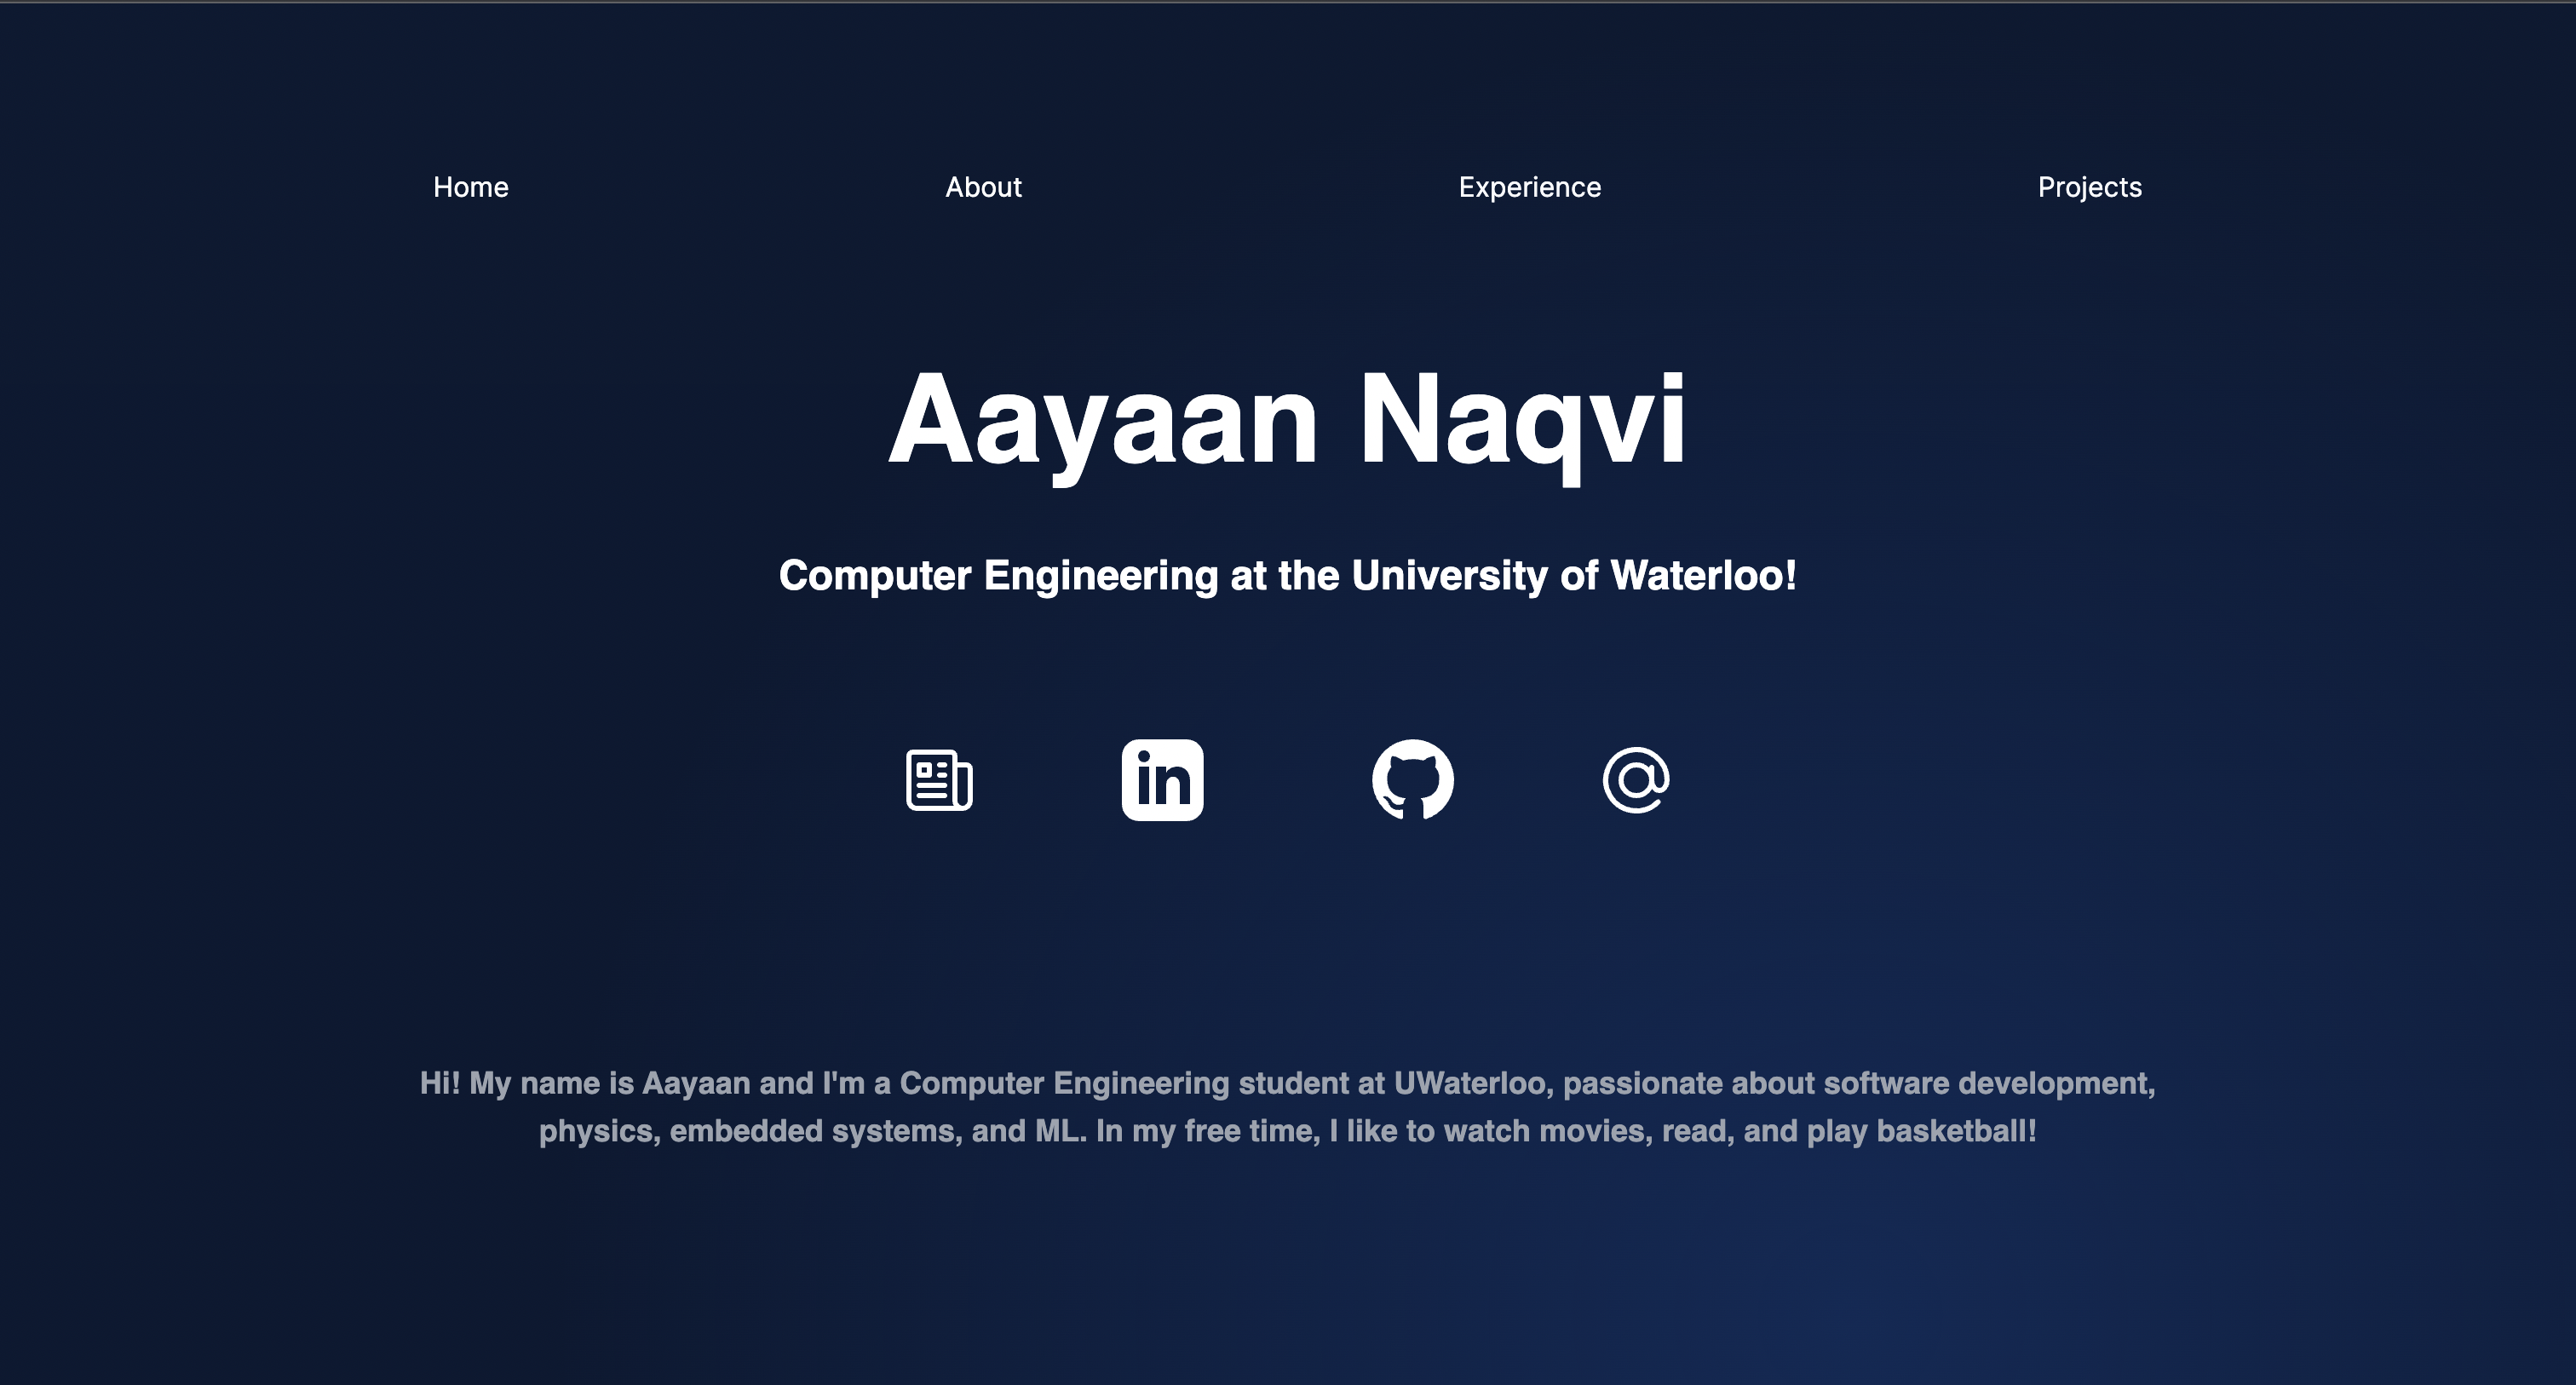 Home About Experience Projects
Aayaan Naqvi
Computer Engineering at the University of Waterloo!
in
Hi! My name is Aayaan and I'm a Computer Engineering student at UWaterloo, passionate about software development,
physics, embedded systems, and ML. In my free time, I like to watch movies, read, and play basketball!